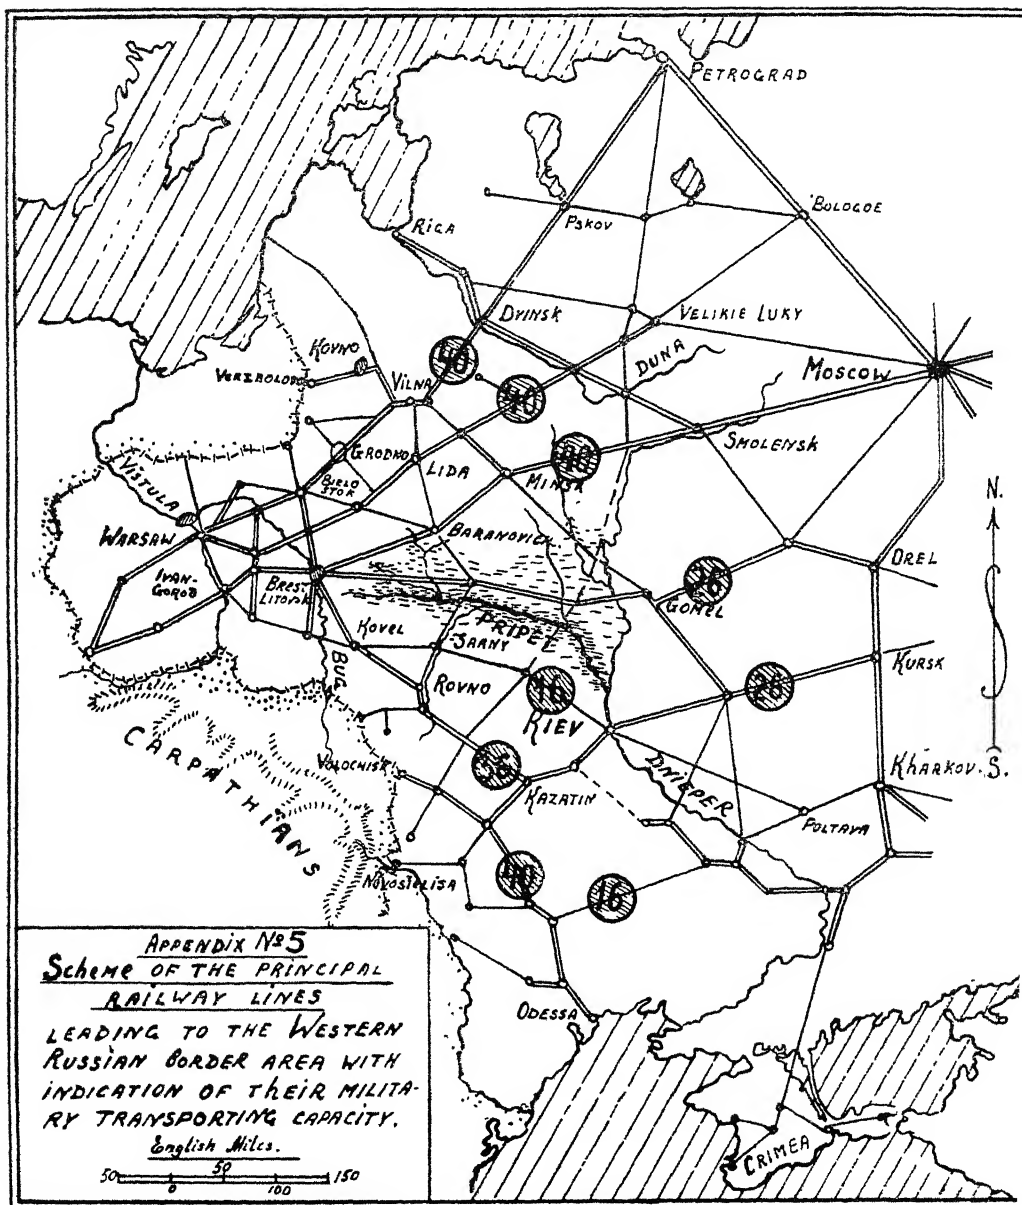 PETROGRAD
BOLOGOE
PSKOV
RIGA
DVINSK
VELIKIE LUKY
KOVNO
40
DUNA
MOSCOW
VERZBOLOVO
VILNA
40
SMOLENSK
GRODNO
LIDA
40
N.
VISTULA
BIELO
STOK
MINSK
WARSAW
BARANOVICH
OREL
IVAN-
GOROD
BREST
LITOVSK
GOMEL
PRIPET
KOVEL
SARNY
KURSK
BUG
ROVNO
16
26
KIEV
CARPATHIANS
VOLOCHISK
36
KAZATIN
DNIEPER
KHARKOV
S.
POLTAVA
NOVOSIELISA
40
16
ODESSA
CRIMEA
APPENDIX Nº 5
SCHEME OF THE PRINCIPAL
RAILWAY LINES
LEADING TO THE WESTERN
RUSSIAN BORDER AREA WITH
INDICATION OF THEIR MILITA-
RY TRANSPORTING CAPACITY.
English Miles.
50 50 150
0 100